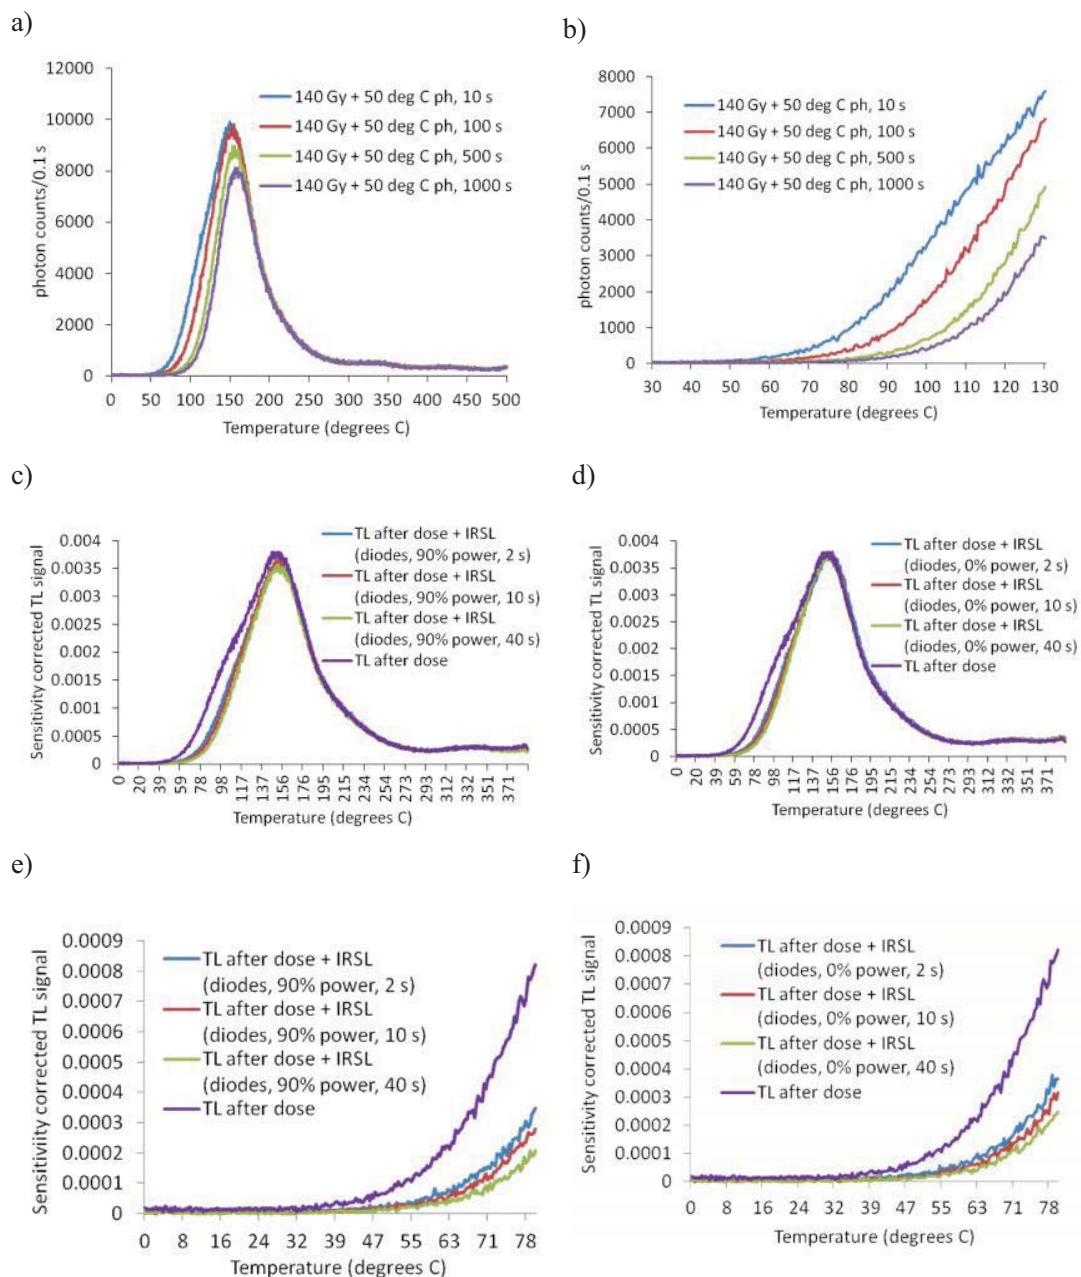 a)
12000
10000
8000
6000
4000
2000
0
photon counts/0.1 s
140 Gy + 50 deg C ph, 10 s
140 Gy + 50 deg C ph, 100 s
140 Gy + 50 deg C ph, 500 s
140 Gy + 50 deg C ph, 1000 s
0 50 100 150 200 250 300 350 400 450 500
Temperature (degrees C)
b)
8000
7000
6000
5000
4000
3000
2000
1000
0
photon counts/0.1 s
140 Gy + 50 deg C ph, 10 s
140 Gy + 50 deg C ph, 100 s
140 Gy + 50 deg C ph, 500 s
140 Gy + 50 deg C ph, 1000 s
30 40 50 60 70 80 90 100 110 120 130
Temperature (degrees C)
c)
0.004
0.0035
0.003
0.0025
0.002
0.0015
0.001
0.0005
0
Sensitivity corrected TL signal
TL after dose + IRSL
(diodes, 90% power, 2 s)
TL after dose + IRSL
(diodes, 90% power, 10 s)
TL after dose + IRSL
(diodes, 90% power, 40 s)
TL after dose
0 20 39 59 78 98 117 137 156 176 195 215 234 254 273 293 312 332 351 371
Temperature (degrees C)
d)
0.004
0.0035
0.003
0.0025
0.002
0.0015
0.001
0.0005
0
Sensitivity corrected TL signal
TL after dose + IRSL
(diodes, 0% power, 2 s)
TL after dose + IRSL
(diodes, 0% power, 10 s)
TL after dose + IRSL
(diodes, 0% power, 40 s)
TL after dose
0 20 39 59 78 98 117 137 156 176 195 215 234 254 273 293 312 332 351 371
Temperature (degrees C)
e)
0.0009
0.0008
0.0007
0.0006
0.0005
0.0004
0.0003
0.0002
0.0001
0
Sensitivity corrected TL signal
TL after dose + IRSL
(diodes, 90% power, 2 s)
TL after dose + IRSL
(diodes, 90% power, 10 s)
TL after dose + IRSL
(diodes, 90% power, 40 s)
TL after dose
0 8 16 24 32 39 47 55 63 71 78
Temperature (degrees C)
f)
0.0009
0.0008
0.0007
0.0006
0.0005
0.0004
0.0003
0.0002
0.0001
0
Sensitivity corrected TL signal
TL after dose + IRSL
(diodes, 0% power, 2 s)
TL after dose + IRSL
(diodes, 0% power, 10 s)
TL after dose + IRSL
(diodes, 0% power, 40 s)
TL after dose
0 8 16 24 32 39 47 55 63 71 78
Temperature (degrees C)